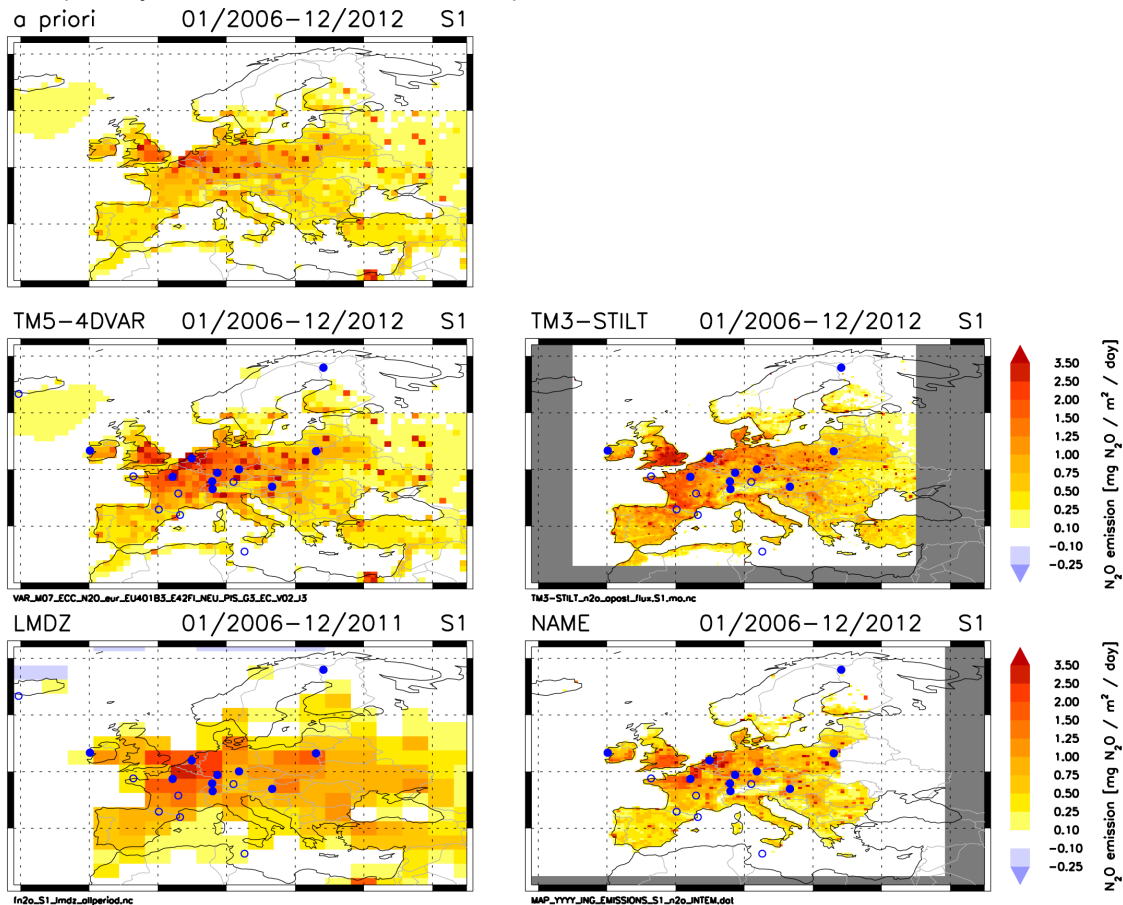 a priori 01/2006-12/2012 S1
TM5-4DVAR 01/2006-12/2012 S1
TM3-STILT 01/2006-12/2012 S1
3.50
2.50
2.00
1.50
1.25
1.00
0.75
0.50
0.25
0.10
-0.10
-0.25
N₂O emission [mg N₂O / m² / day]
VAR_M07_ECC_N2O_eur_EU401B3_E42FI_NEU_PIS_G3_EC_V02_I3
TM3-STILT_n2o_apost_flux.S1.mo.nc
LMDZ 01/2006-12/2011 S1
NAME 01/2006-12/2012 S1
3.50
2.50
2.00
1.50
1.25
1.00
0.75
0.50
0.25
0.10
-0.10
-0.25
N₂O emission [mg N₂O / m² / day]
fn2o_S1_lmdz_allperiod.nc
MAP_YYYY_ING_EMISSIONS_S1_n2o_INTEM.dat